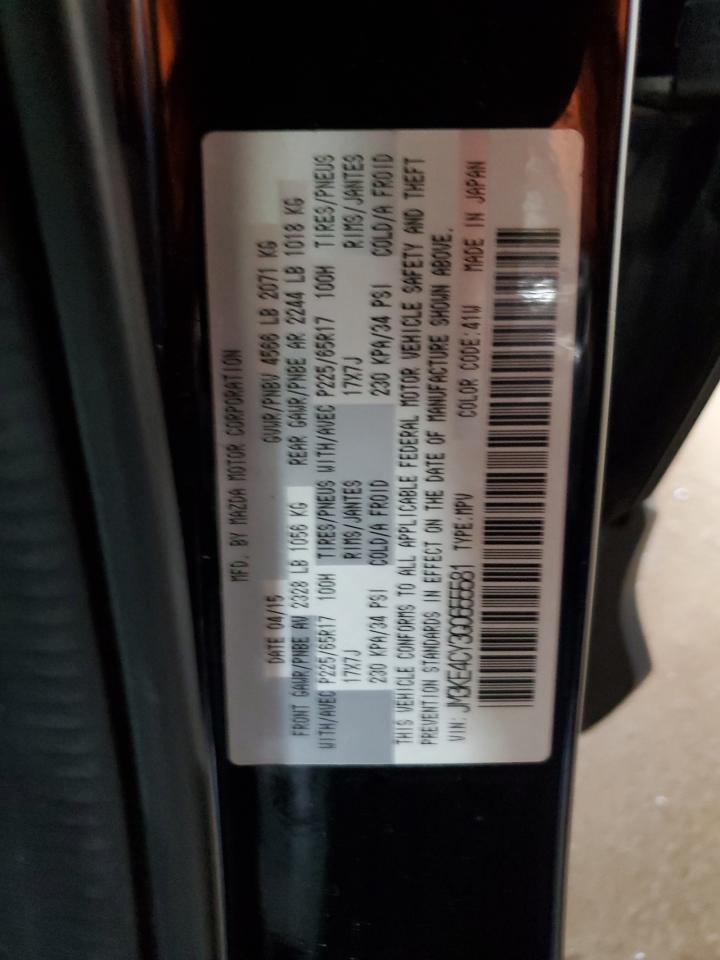 MFD. BY MAZDA MOTOR CORPORATION
DATE 04/15 GVWR/PNBV 4566 LB 2071 KG
FRONT GAWR/PNBE AV 2328 LB 1056 KG REAR GAWR/PNBE AR 2244 LB 1018 KG
WITH/AVEC P225/65R17 100H TIRES/PNEUS WITH/AVEC P225/65R17 100H TIRES/PNEUS
17X7J RIMS/JANTES 17X7J RIMS/JANTES
230 KPA/34 PSI COLD/A FROID 230 KPA/34 PSI COLD/A FROID
THIS VEHICLE CONFORMS TO ALL APPLICABLE FEDERAL MOTOR VEHICLE SAFETY AND THEFT
PREVENTION STANDARDS IN EFFECT ON THE DATE OF MANUFACTURE SHOWN ABOVE.
VIN: TYPE:MPV COLOR CODE:41W MADE IN JAPAN